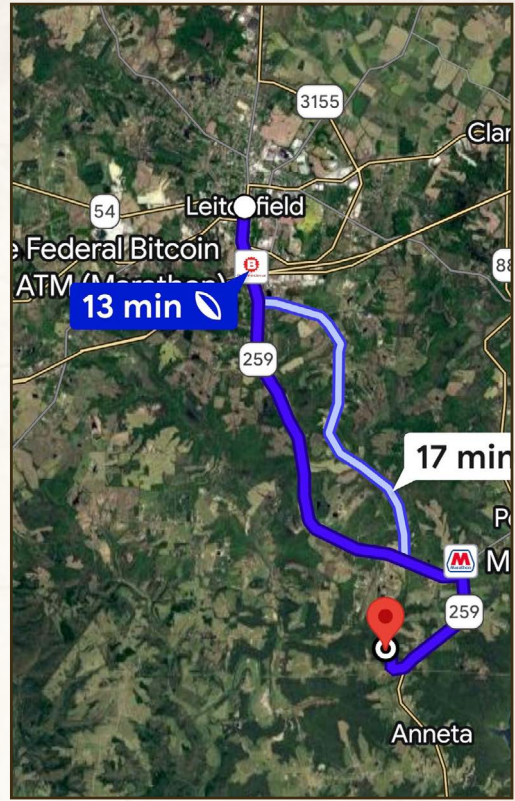 3155
Clar
54
Leitchfield
e Federal Bitcoin
ATM (Marathon)
88
13 min
259
17 min
P
M
259
Anneta